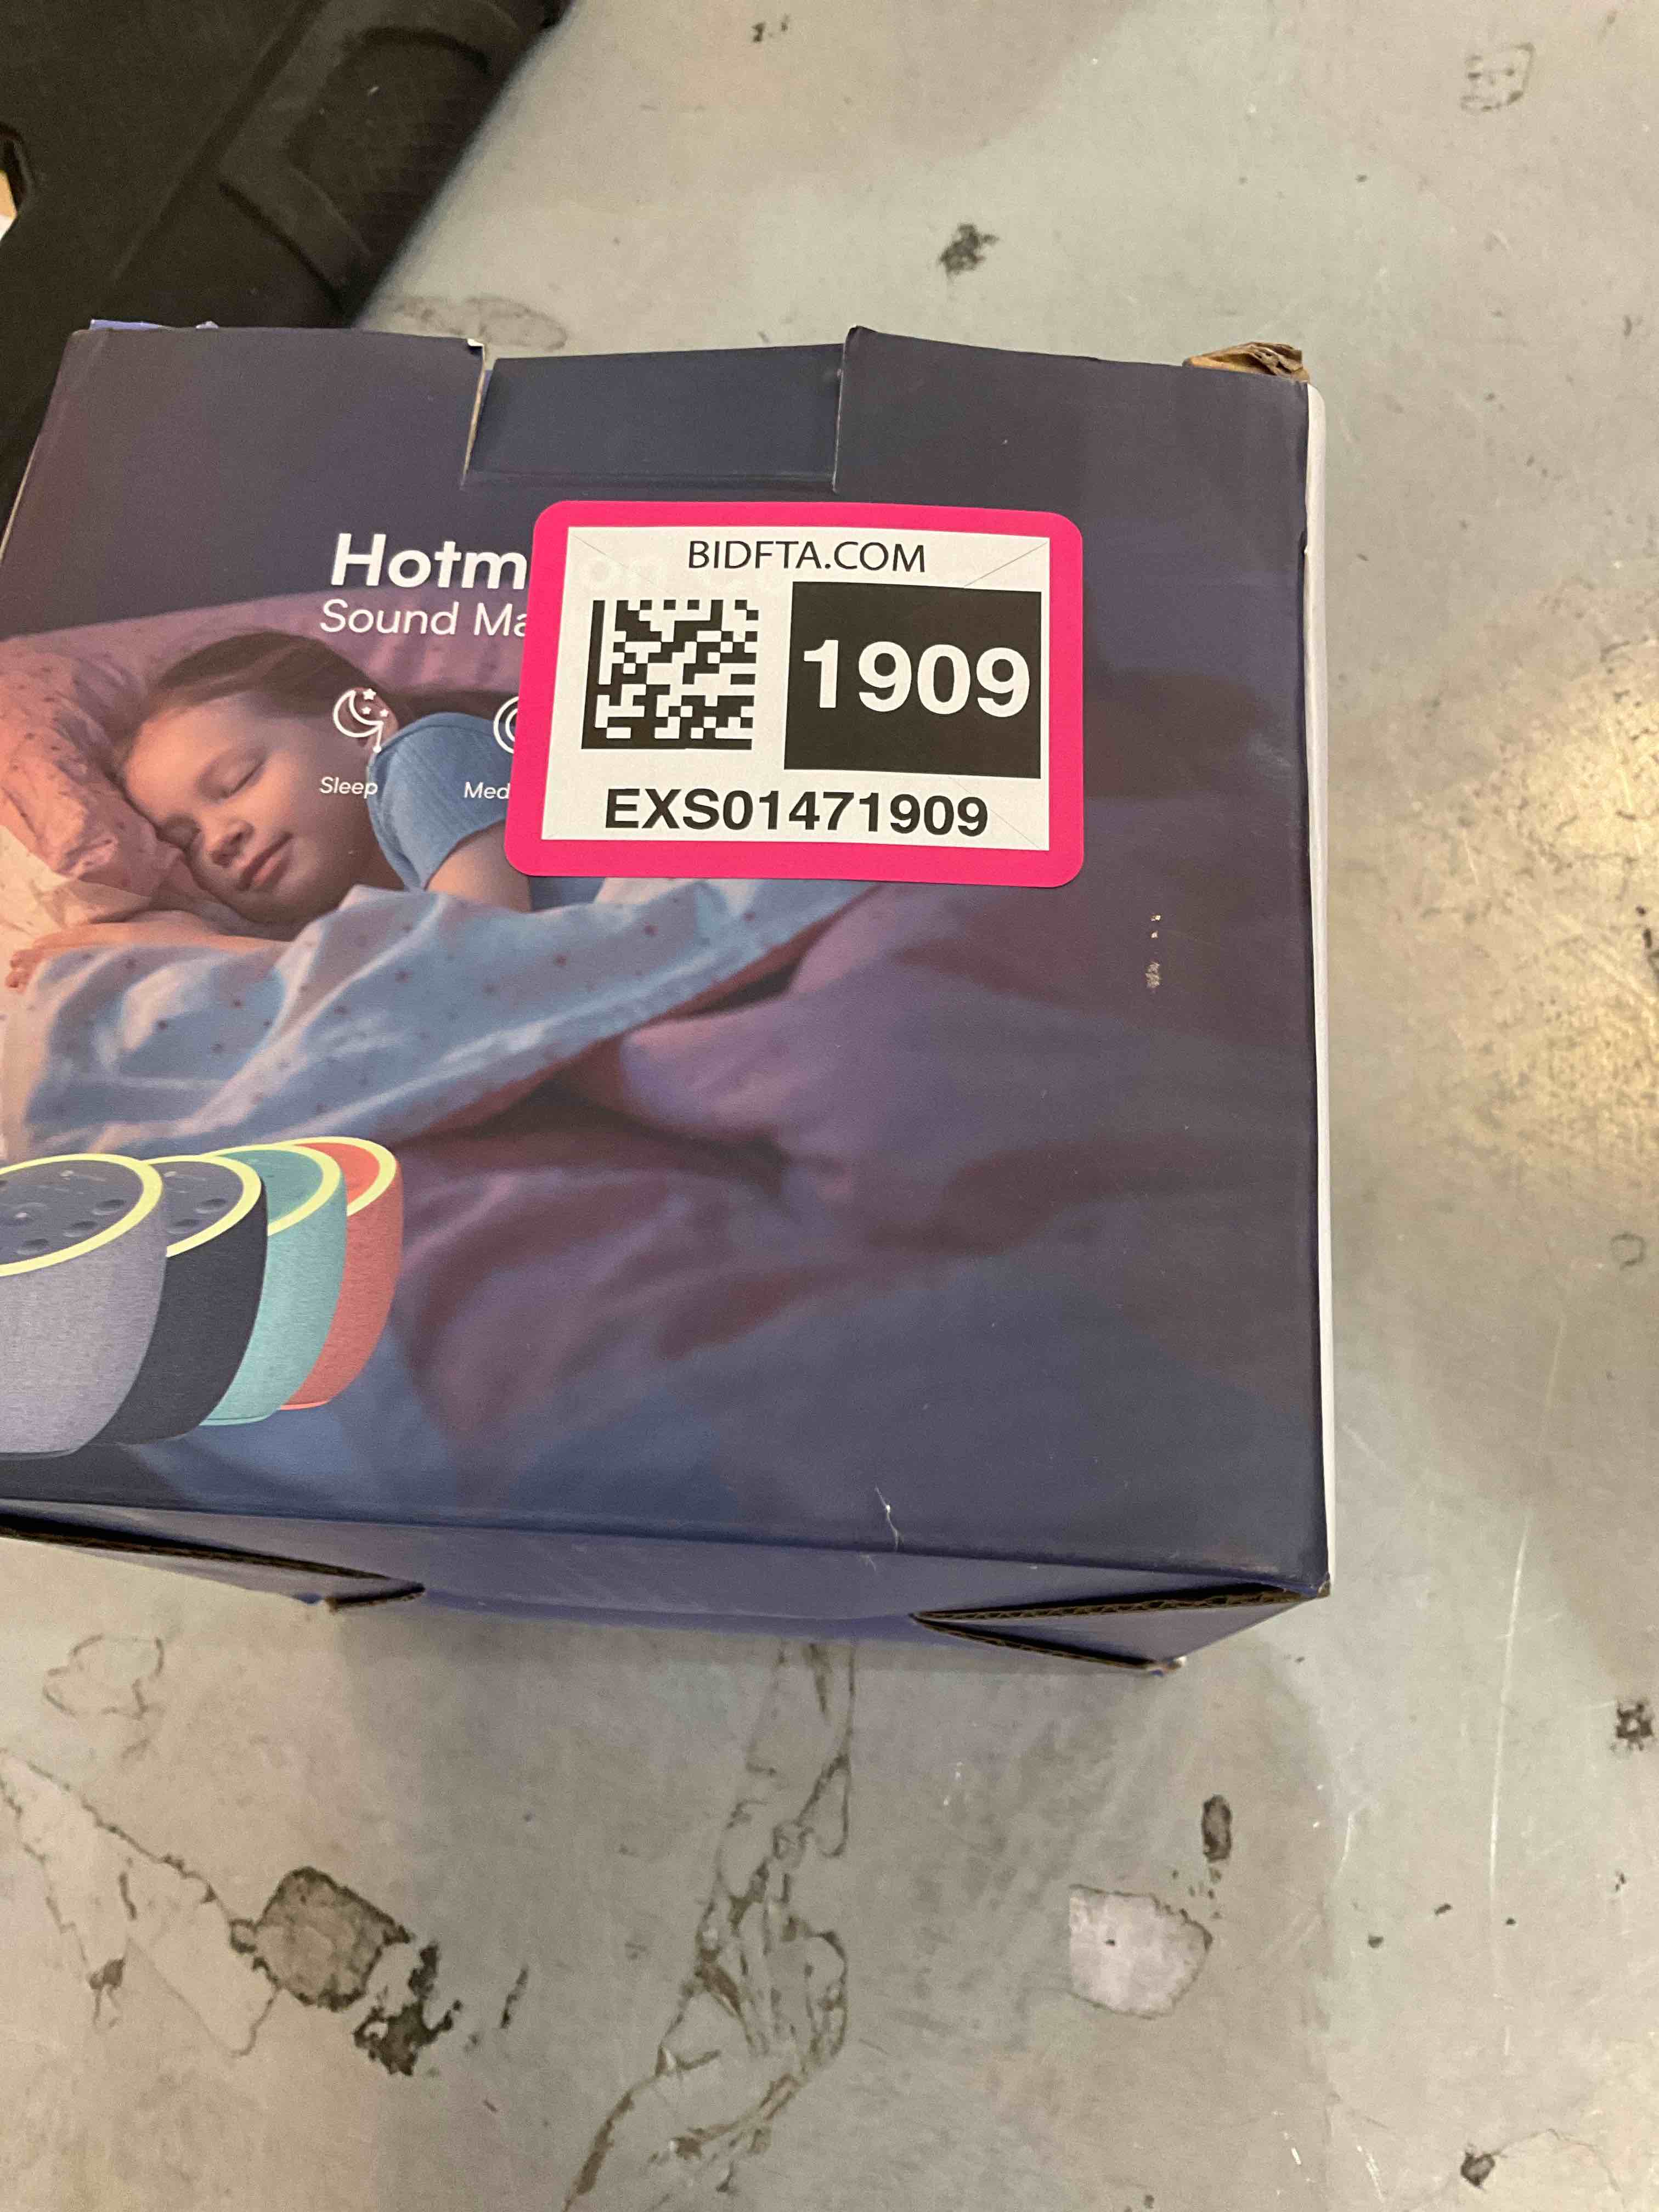 BIDFTA.COM
Hotm
Sound Ma
1909
Sleep
Med
EXS01471909